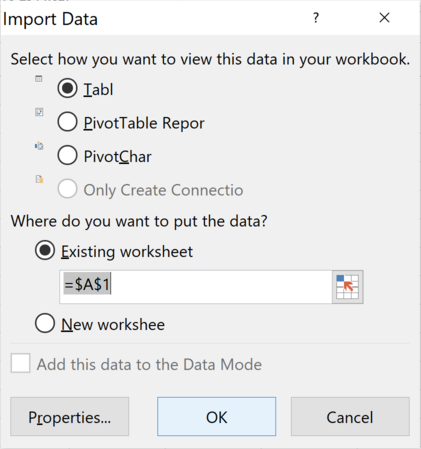 Import Data ?
Select how you want to view this data in your workbook.
Tabl
PivotTable Repor
PivotChar
Only Create Connectio
Where do you want to put the data?
Existing worksheet
=$A$1
New workshee
Add this data to the Data Mode
Properties... OK Cancel